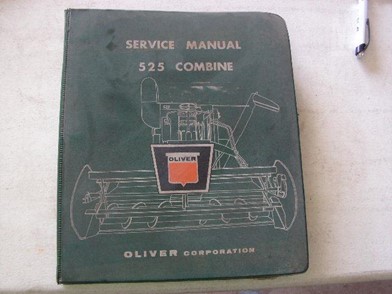 SERVICE MANUAL
525 COMBINE
OLIVER
OLIVER CORPORATION